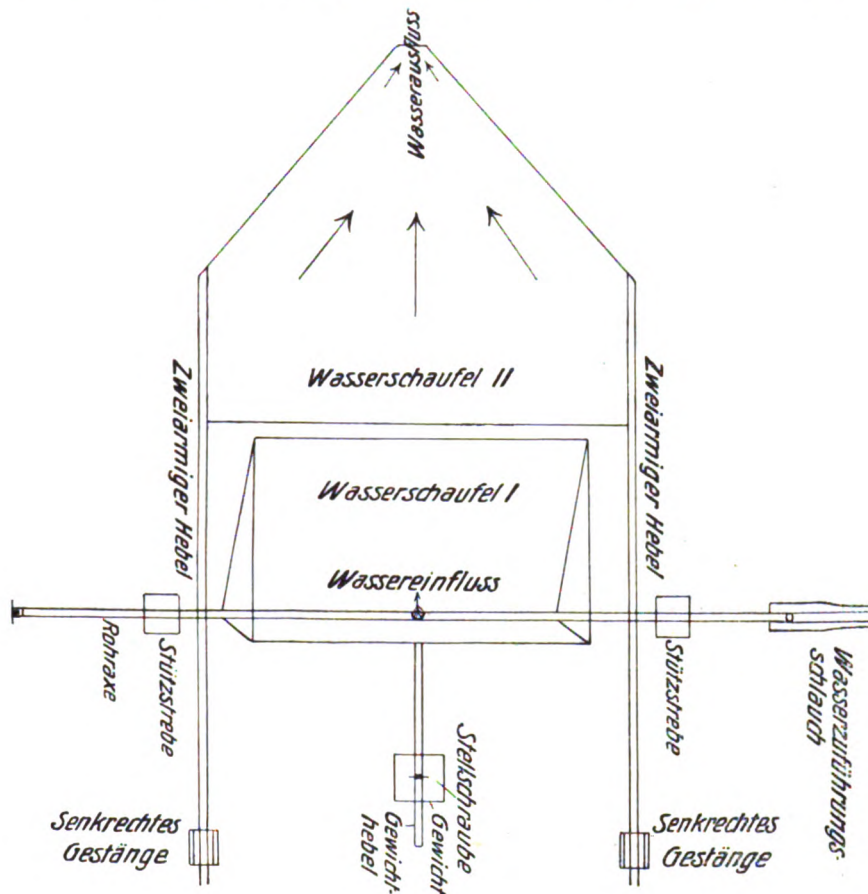 Wasserausfluss
Wasserschaufel II
Zweiarmiger Hebel
Zweiarmiger Hebel
Wasserschaufel I
Wassereinfluss
Rohraxe
Stützstrebe
Stützstrebe
Wasserzuführungs-
schlauch
Stellschraube
Gewicht
Gewicht-
hebel
Senkrechtes
Gestänge
Senkrechtes
Gestänge